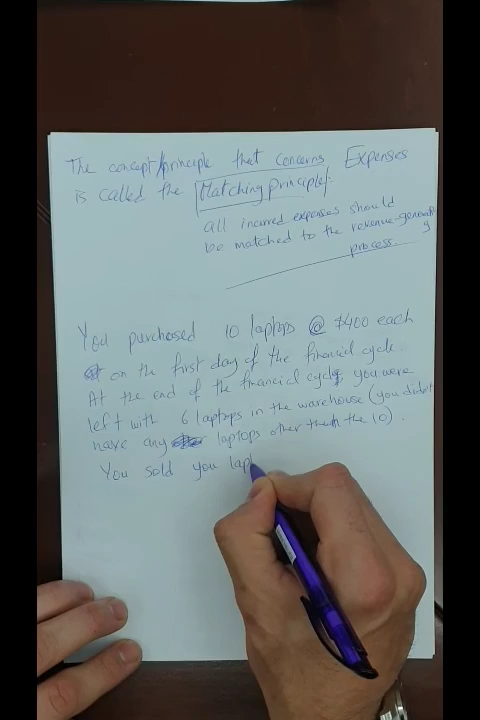 The concept/principle that concerns Expenses
is called the Matching principle.
all incurred expenses should
be matched to the revenue-generating
process.
You purchased 10 laptops @ $400 each
on the first day of the financial cycle.
At the end of the financial cycle, you were
left with 6 laptops in the warehouse (you didn't
have any laptops other than the 10).
You sold you lap